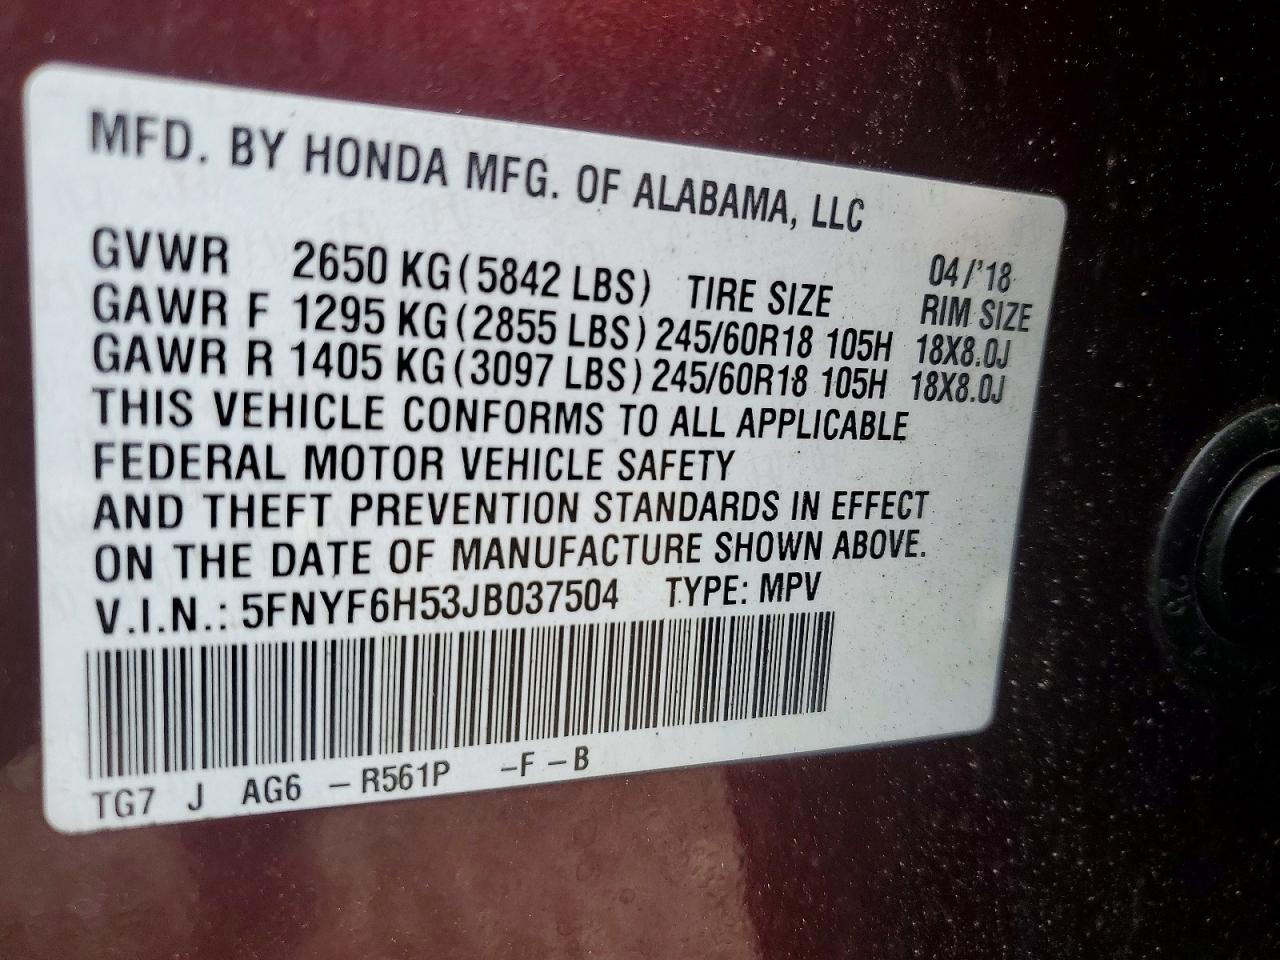 MFD. BY HONDA MFG. OF ALABAMA, LLC
04/'18
GVWR 2650 KG (5842 LBS) TIRE SIZE RIM SIZE
GAWR F 1295 KG (2855 LBS) 245/60R18 105H 18X8.0J
GAWR R 1405 KG (3097 LBS) 245/60R18 105H 18X8.0J
THIS VEHICLE CONFORMS TO ALL APPLICABLE
FEDERAL MOTOR VEHICLE SAFETY
AND THEFT PREVENTION STANDARDS IN EFFECT
ON THE DATE OF MANUFACTURE SHOWN ABOVE.
V.I.N.: 5FNYF6H53JB037504 TYPE: MPV
TG7 J AG6 -R561P -F-B